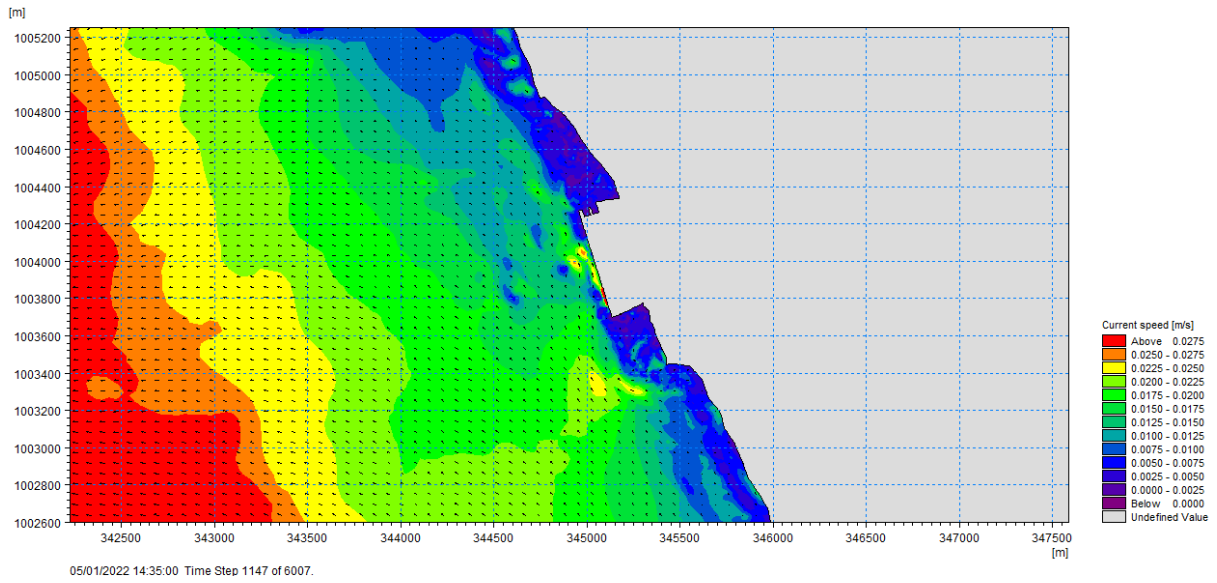 [m]
1005200
1005000
1004800
1004600
1004400
1004200
1004000
1003800
1003600
1003400
1003200
1003000
1002800
1002600
342500 343000 343500 344000 344500 345000 345500 346000 346500 347000 347500
[m]
05/01/2022 14:35:00 Time Step 1147 of 6007.
Current speed [m/s]
Above 0.0275
0.0250 - 0.0275
0.0225 - 0.0250
0.0200 - 0.0225
0.0175 - 0.0200
0.0150 - 0.0175
0.0125 - 0.0150
0.0100 - 0.0125
0.0075 - 0.0100
0.0050 - 0.0075
0.0025 - 0.0050
0.0000 - 0.0025
Below 0.0000
Undefined Value